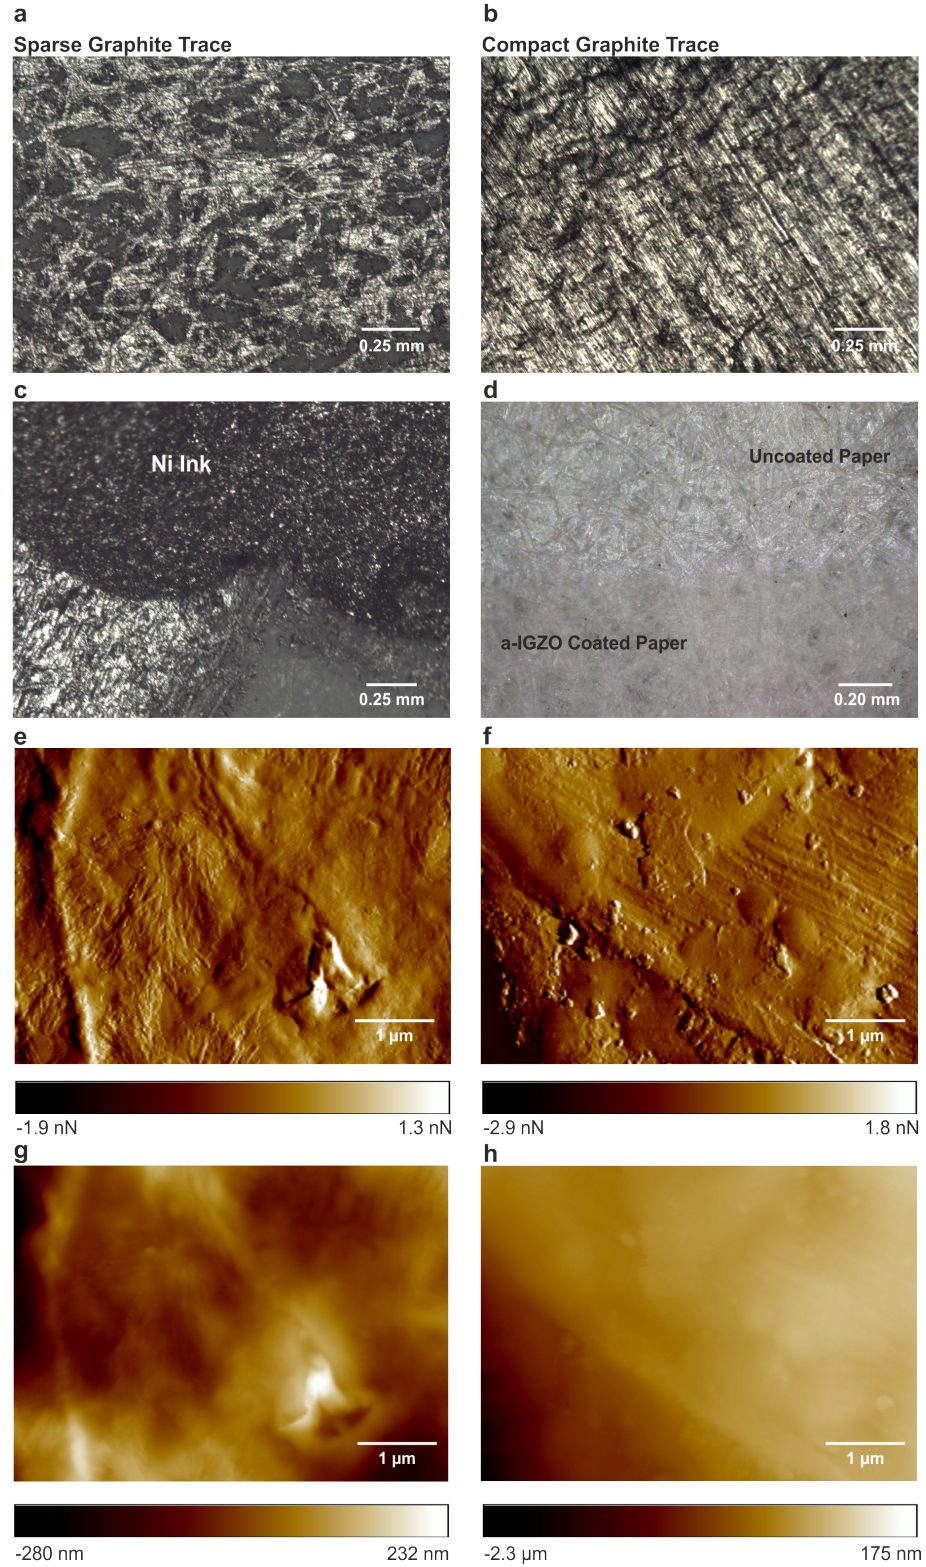 a
b
Sparse Graphite Trace
Compact Graphite Trace
0.25 mm
0.25 mm
c
d
Ni Ink
Uncoated Paper
a-IGZO Coated Paper
0.25 mm
0.20 mm
e
f
1 µm
1 µm
-1.9 nN
1.3 nN
-2.9 nN
1.8 nN
g
h
1 µm
1 µm
-280 nm
232 nm
-2.3 µm
175 nm